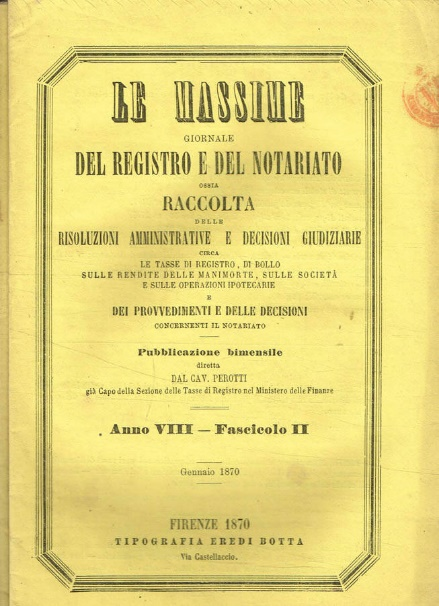 LE MASSIME
GIORNALE
DEL REGISTRO E DEL NOTARIATO
OSSIA
RACCOLTA
DELLE
RISOLUZIONI AMMINISTRATIVE E DECISIONI GIUDIZIARIE
CIRCA
LE TASSE DI REGISTRO, DI BOLLO
SULLE RENDITE DELLE MANIMORTE, SULLE SOCIETÀ
E SULLE OPERAZIONI IPOTECARIE
E
DEI PROVVEDIMENTI E DELLE DECISIONI
CONCERNENTI IL NOTARIATO
Pubblicazione bimensile
diretta
DAL CAV. PEROTTI
già Capo della Sezione delle Tasse di Registro nel Ministero delle Finanze
Anno VIII — Fascicolo II
Gennaio 1870
FIRENZE 1870
TIPOGRAFIA EREDI BOTTA
Via Castellaccio.